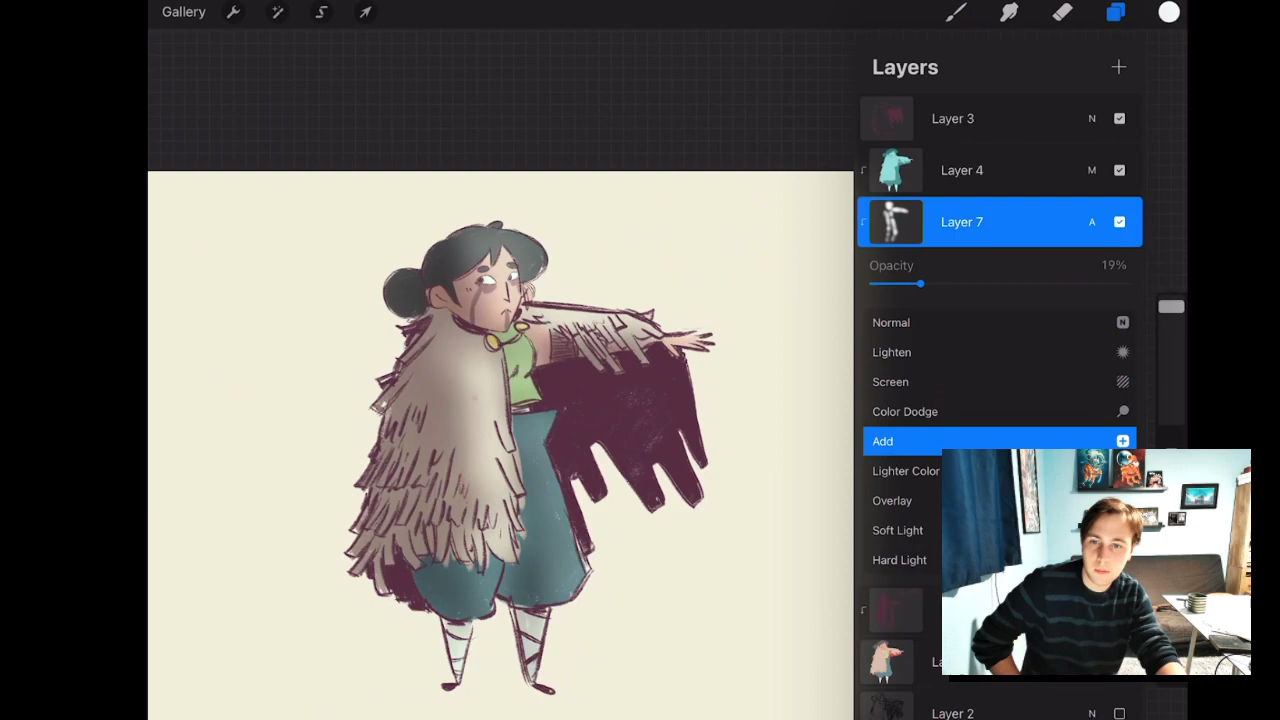 Gallery
Layers
Layer 3 N
Layer 4 M
Layer 7 A
Opacity 19%
Normal N
Lighten
Screen
Color Dodge
Add
Lighter Color
Overlay
Soft Light
Hard Light
La
Layer 2 N